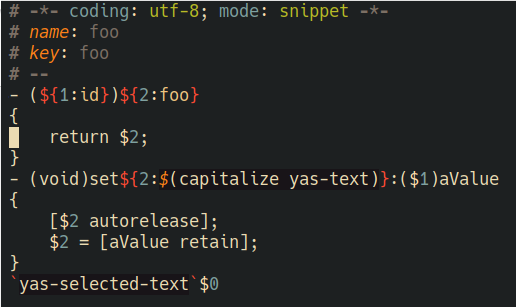 # -*- coding: utf-8; mode: snippet -*-
# name: foo
# key: foo
# --
- (${1:id})${2:foo}
{
    return $2;
}
- (void)set${2:$(capitalize yas-text)}:($1)aValue
{
    [$2 autorelease];
    $2 = [aValue retain];
}
`yas-selected-text`$0